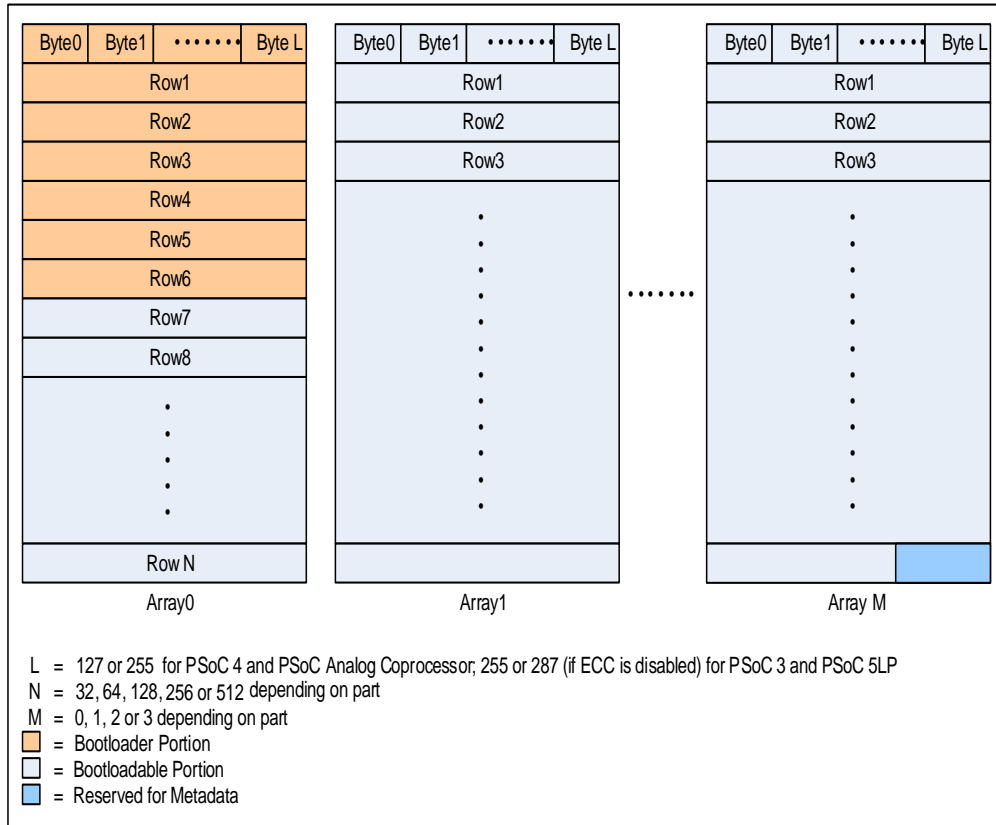 Byte0 Byte1 ······· Byte L
Row1
Row2
Row3
Row4
Row5
Row6
Row7
Row8
Row N
Array0
Byte0 Byte1 ······· Byte L
Row1
Row2
Row3
Array1
·······
Byte0 Byte1 ······· Byte L
Row1
Row2
Row3
Array M
L = 127 or 255 for PSoC 4 and PSoC Analog Coprocessor; 255 or 287 (if ECC is disabled) for PSoC 3 and PSoC 5LP
N = 32, 64, 128, 256 or 512 depending on part
M = 0, 1, 2 or 3 depending on part
= Bootloader Portion
= Bootloadable Portion
= Reserved for Metadada